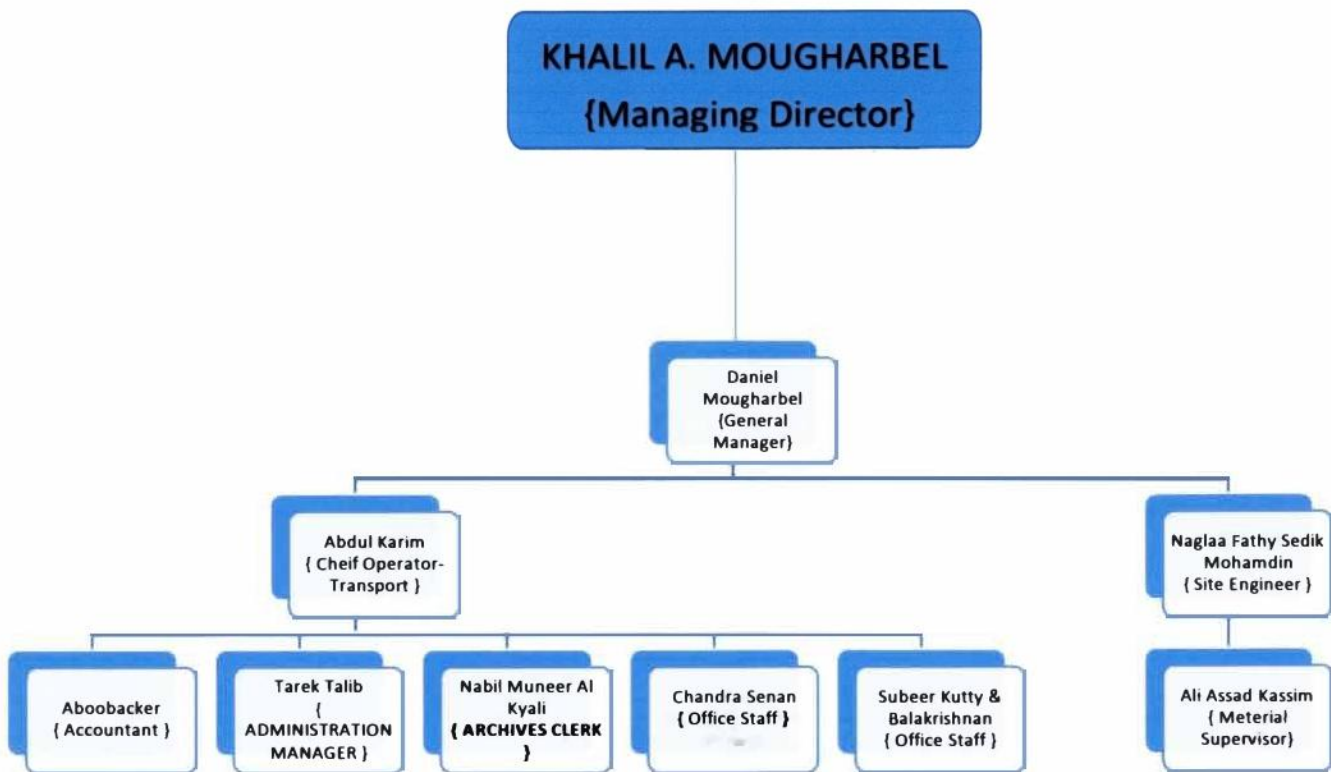 KHALIL A. MOUGHARBEL
{Managing Director}
Daniel
Mougharbel
{General
Manager}
Abdul Karim
{ Cheif Operator-
Transport }
Naglaa Fathy Sedik
Mohamdin
{ Site Engineer }
Aboobacker
{ Accountant }
Tarek Talib
{
ADMINISTRATION
MANAGER }
Nabil Muneer Al
Kyali
{ ARCHIVES CLERK
}
Chandra Senan
{ Office Staff }
Subeer Kutty &
Balakrishnan
{ Office Staff }
Ali Assad Kassim
{ Meterial
Supervisor}